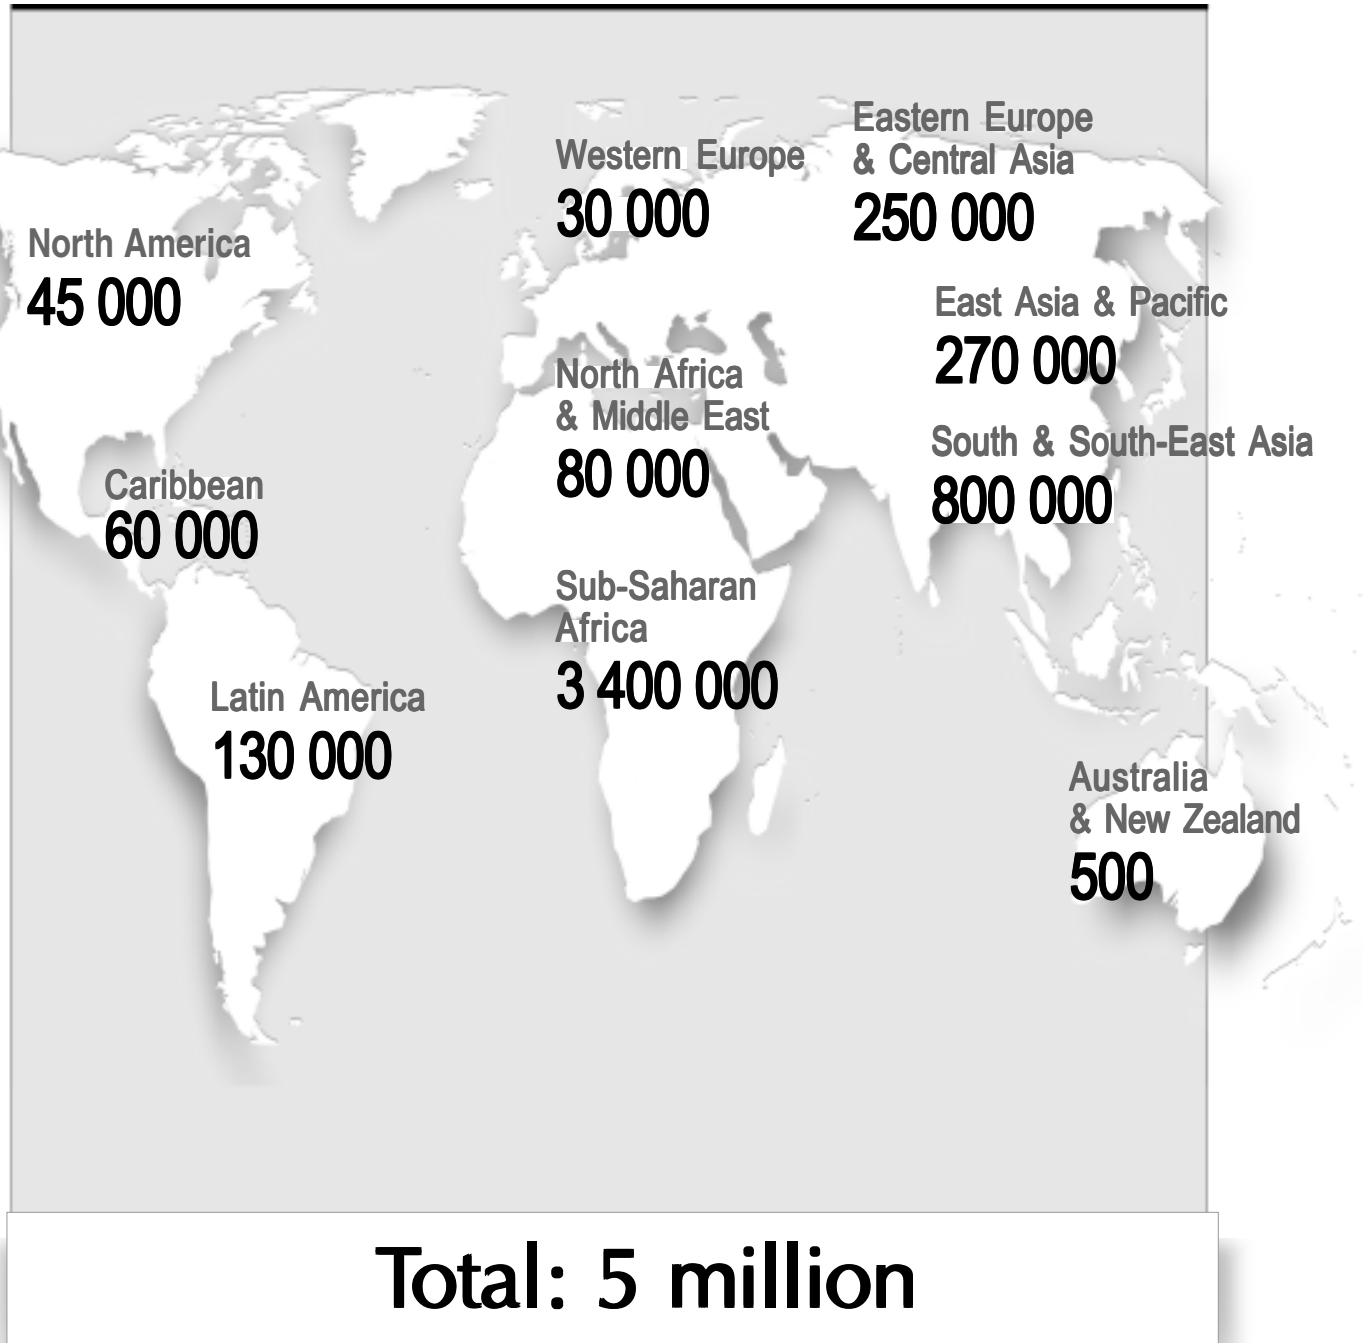 Eastern Europe
& Central Asia
250 000
Western Europe
30 000
North America
45 000
East Asia & Pacific
270 000
North Africa
& Middle East
80 000
South & South-East Asia
800 000
Caribbean
60 000
Sub-Saharan
Africa
3 400 000
Latin America
130 000
Australia
& New Zealand
500
Total: 5 million